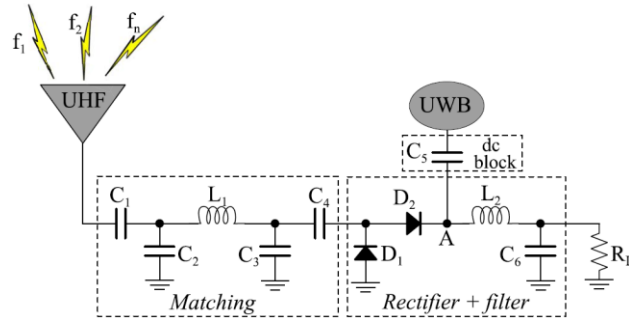 f1 f2 fn
UHF
UWB
C5
dc
block
C1
L1
C4
D2
L2
A
C2
C3
D1
C6
RL
Matching
Rectifier + filter